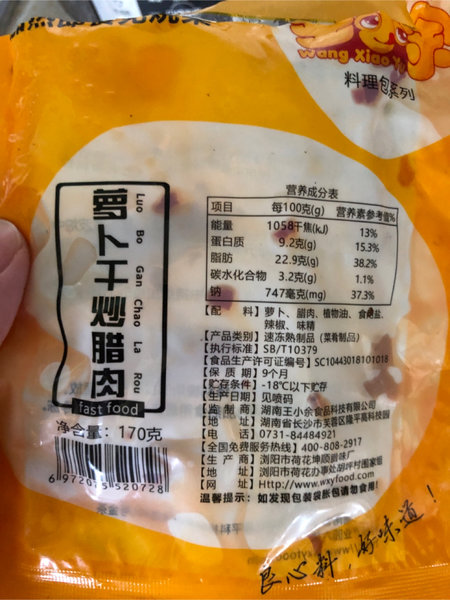 Wang Xiao Yu
料理包系列
萝卜干炒腊肉
Luo Bo Gan Chao La Rou
fast food
净含量：170克
6 972075 520728
营养成分表
项目 每100克(g) 营养素参考值%
能量 1058千焦(kJ) 13%
蛋白质 9.2克(g) 15.3%
脂肪 22.9克(g) 38.2%
碳水化合物 3.2克(g) 1.1%
钠 747毫克(mg) 37.3%
【配料】萝卜、腊肉、植物油、食用盐、
辣椒、味精
【产品类别】速冻熟制品（菜肴制品）
【执行标准】SB/T10379
【食品生产许可证编号】SC10443018101018
【保质期】9个月
【贮存条件】-18℃以下贮存
【生产日期】见喷码
【监制商】湖南王小余食品科技有限公司
【地址】湖南省长沙市芙蓉区隆平高科技园
【电话】0731-84484921
【全国免费服务热线】400-808-2917
【生产商】浏阳市荷花坤顺调味厂
【地址】浏阳市荷花办事处胡坪村围家组
【网址】Http://www.wxyfood.com
温馨提示：如发现包装袋胀包请勿食用！
良心料，好味道！